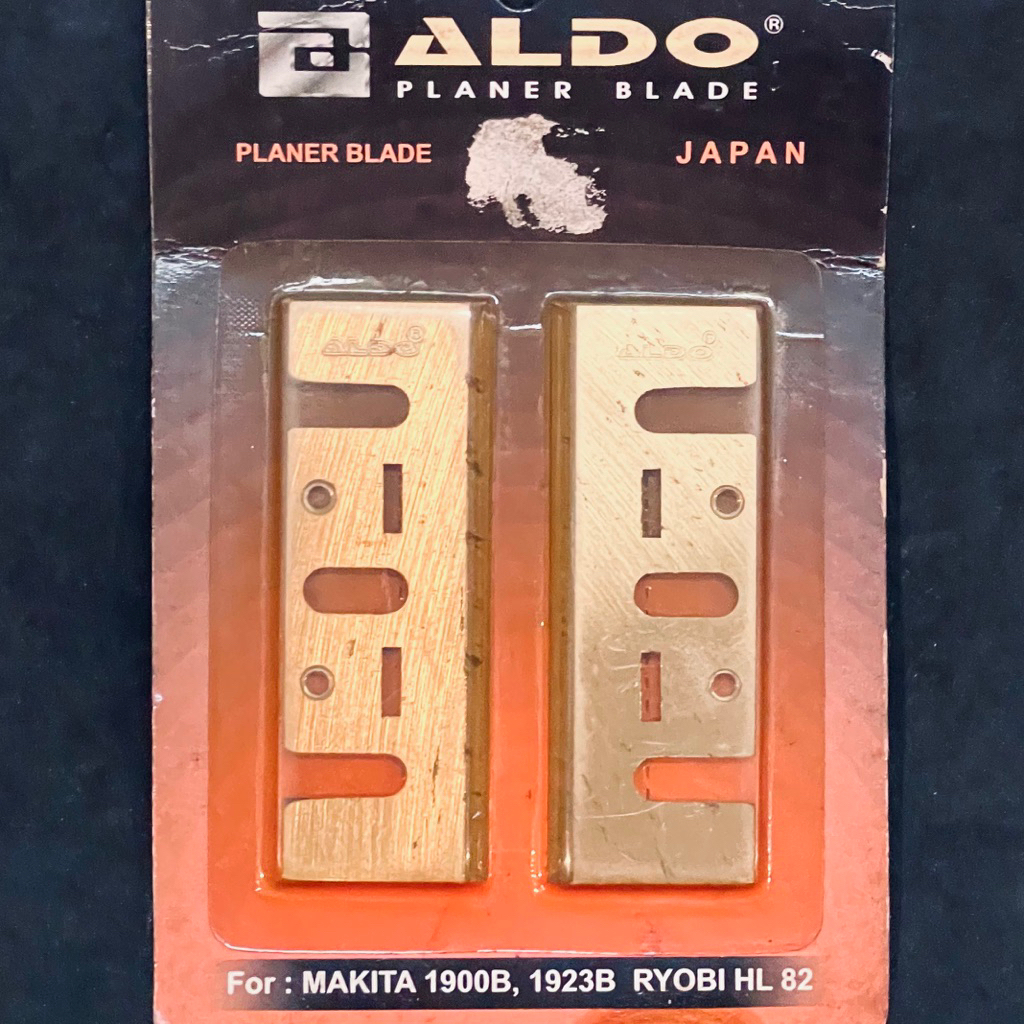 ALDO®
PLANER BLADE
PLANER BLADE JAPAN
ALDO® ALDO®
For : MAKITA 1900B, 1923B RYOBI HL 82